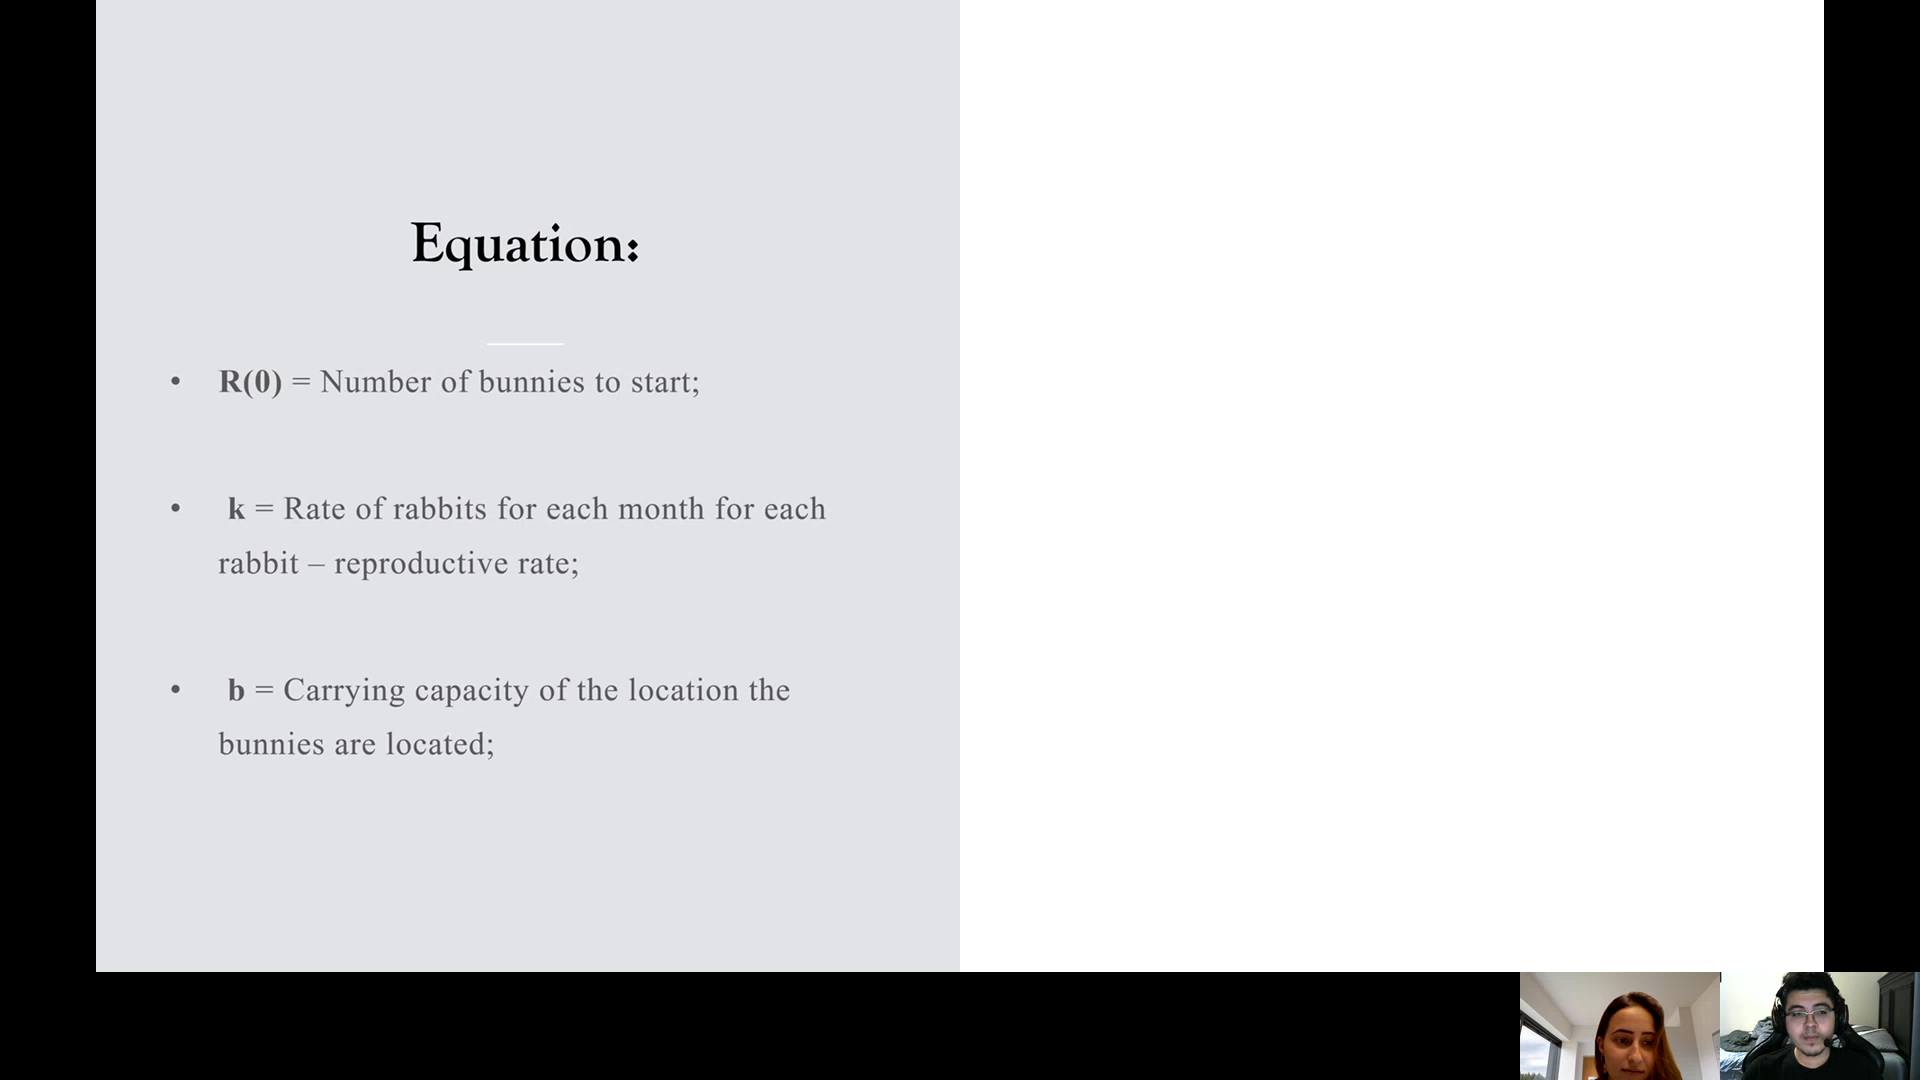 Equation:
• R(0) = Number of bunnies to start;
• k = Rate of rabbits for each month for each
rabbit – reproductive rate;
• b = Carrying capacity of the location the
bunnies are located;